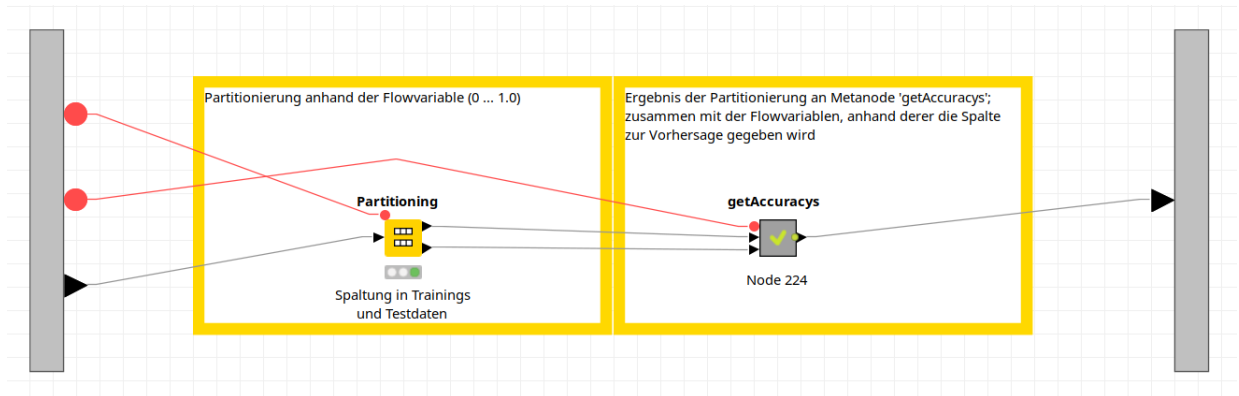 Partitionierung anhand der Flowvariable (0 ... 1.0)
Ergebnis der Partitionierung an Metanode 'getAccuracys';
zusammen mit der Flowvariablen, anhand derer die Spalte
zur Vorhersage gegeben wird
Partitioning
getAccuracys
Node 224
Spaltung in Trainings
und Testdaten